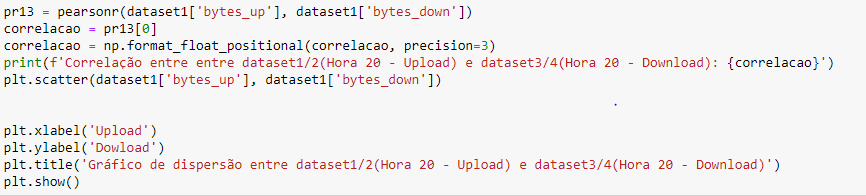 pr13 = pearsonr(dataset1['bytes_up'], dataset1['bytes_down'])
correlacao = pr13[0]
correlacao = np.format_float_positional(correlacao, precision=3)
print(f'Correlação entre entre dataset1/2(Hora 20 - Upload) e dataset3/4(Hora 20 - Download): {correlacao}')
plt.scatter(dataset1['bytes_up'], dataset1['bytes_down'])
plt.xlabel('Upload')
plt.ylabel('Dowload')
plt.title('Gráfico de dispersão entre dataset1/2(Hora 20 - Upload) e dataset3/4(Hora 20 - Download)')
plt.show()